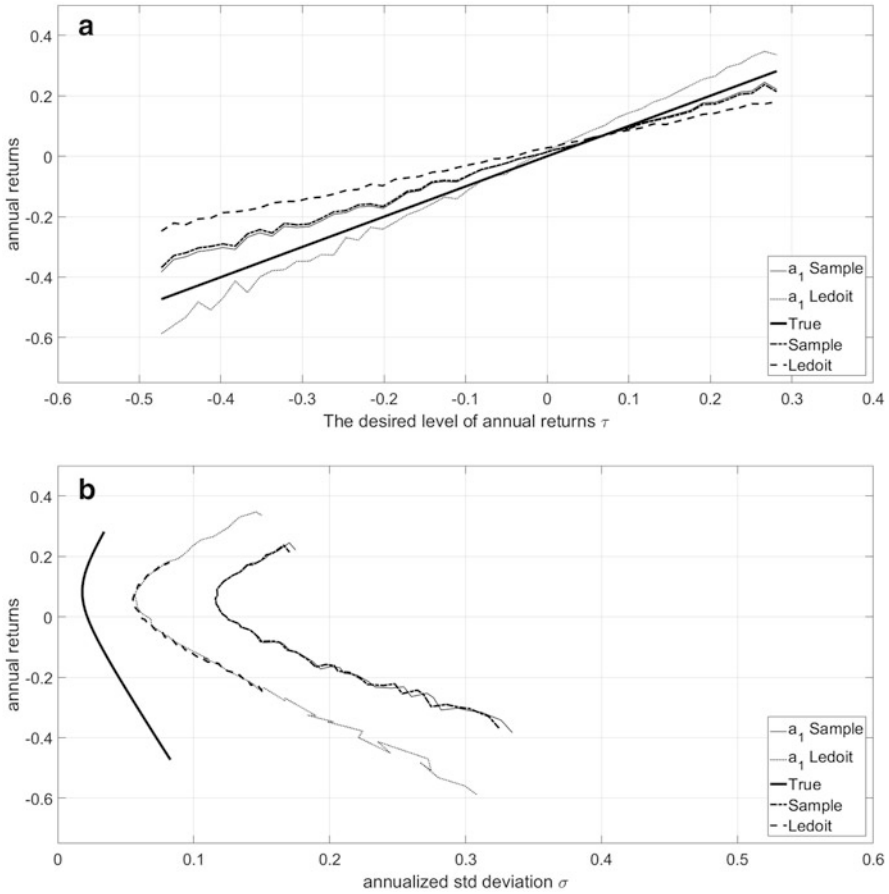 a
0.4
0.2
0
-0.2
-0.4
-0.6
annual returns
a1 Sample
a1 Ledoit
True
Sample
Ledoit
-0.6 -0.5 -0.4 -0.3 -0.2 -0.1 0 0.1 0.2 0.3 0.4
The desired level of annual returns τ
b
0.4
0.2
0
-0.2
-0.4
-0.6
annual returns
a1 Sample
a1 Ledoit
True
Sample
Ledoit
0 0.1 0.2 0.3 0.4 0.5 0.6
annualized std deviation σ